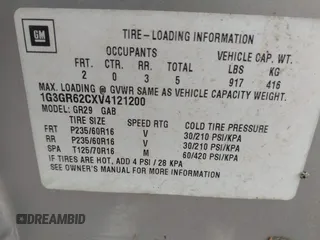 GM
TIRE-LOADING INFORMATION
OCCUPANTS VEHICLE CAP. WT.
FRT. CTR. RR. TOTAL LBS KG
2 0 3 5 917 416
MAX. LOADING @ GVWR SAME AS VEHICLE CAPACITY WEIGHT.
1G3GR62CXV4121200
MODEL: GR29 GAB
TIRE SIZE SPEED RTG COLD TIRE PRESSURE
FRT P235/60R16 V 30/210 PSI/KPA
RR P235/60R16 V 30/210 PSI/KPA
SPA T125/70R16 M 60/420 PSI/KPA
IF TIRES ARE HOT, ADD 4 PSI / 28 KPA
SEE OWNER'S MANUAL FOR MORE INFORMATION
DREAMBID